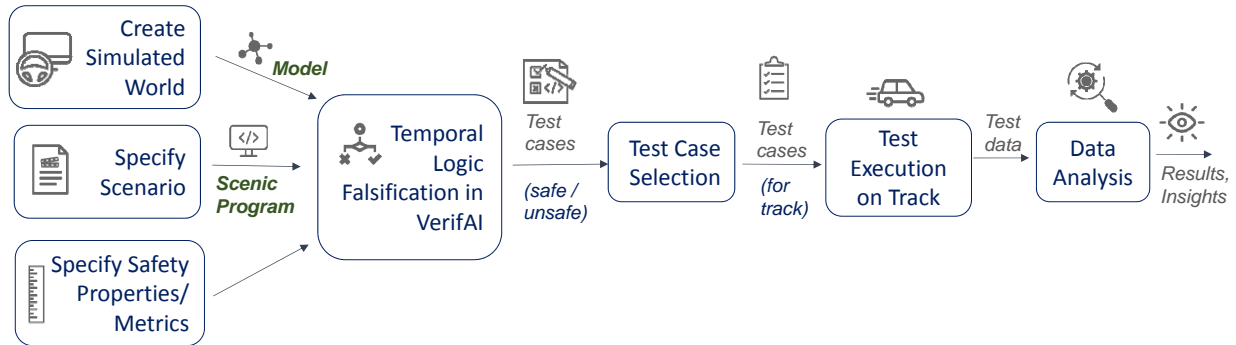 Create
Simulated
World
Model
Specify
Scenario
</>
Scenic
Program
Specify Safety
Properties/
Metrics
Temporal
Logic
Falsification in
VerifAI
</>
Test
cases
(safe /
unsafe)
Test Case
Selection
Test
cases
(for
track)
Test
Execution
on Track
Test
data
Data
Analysis
Results,
Insights